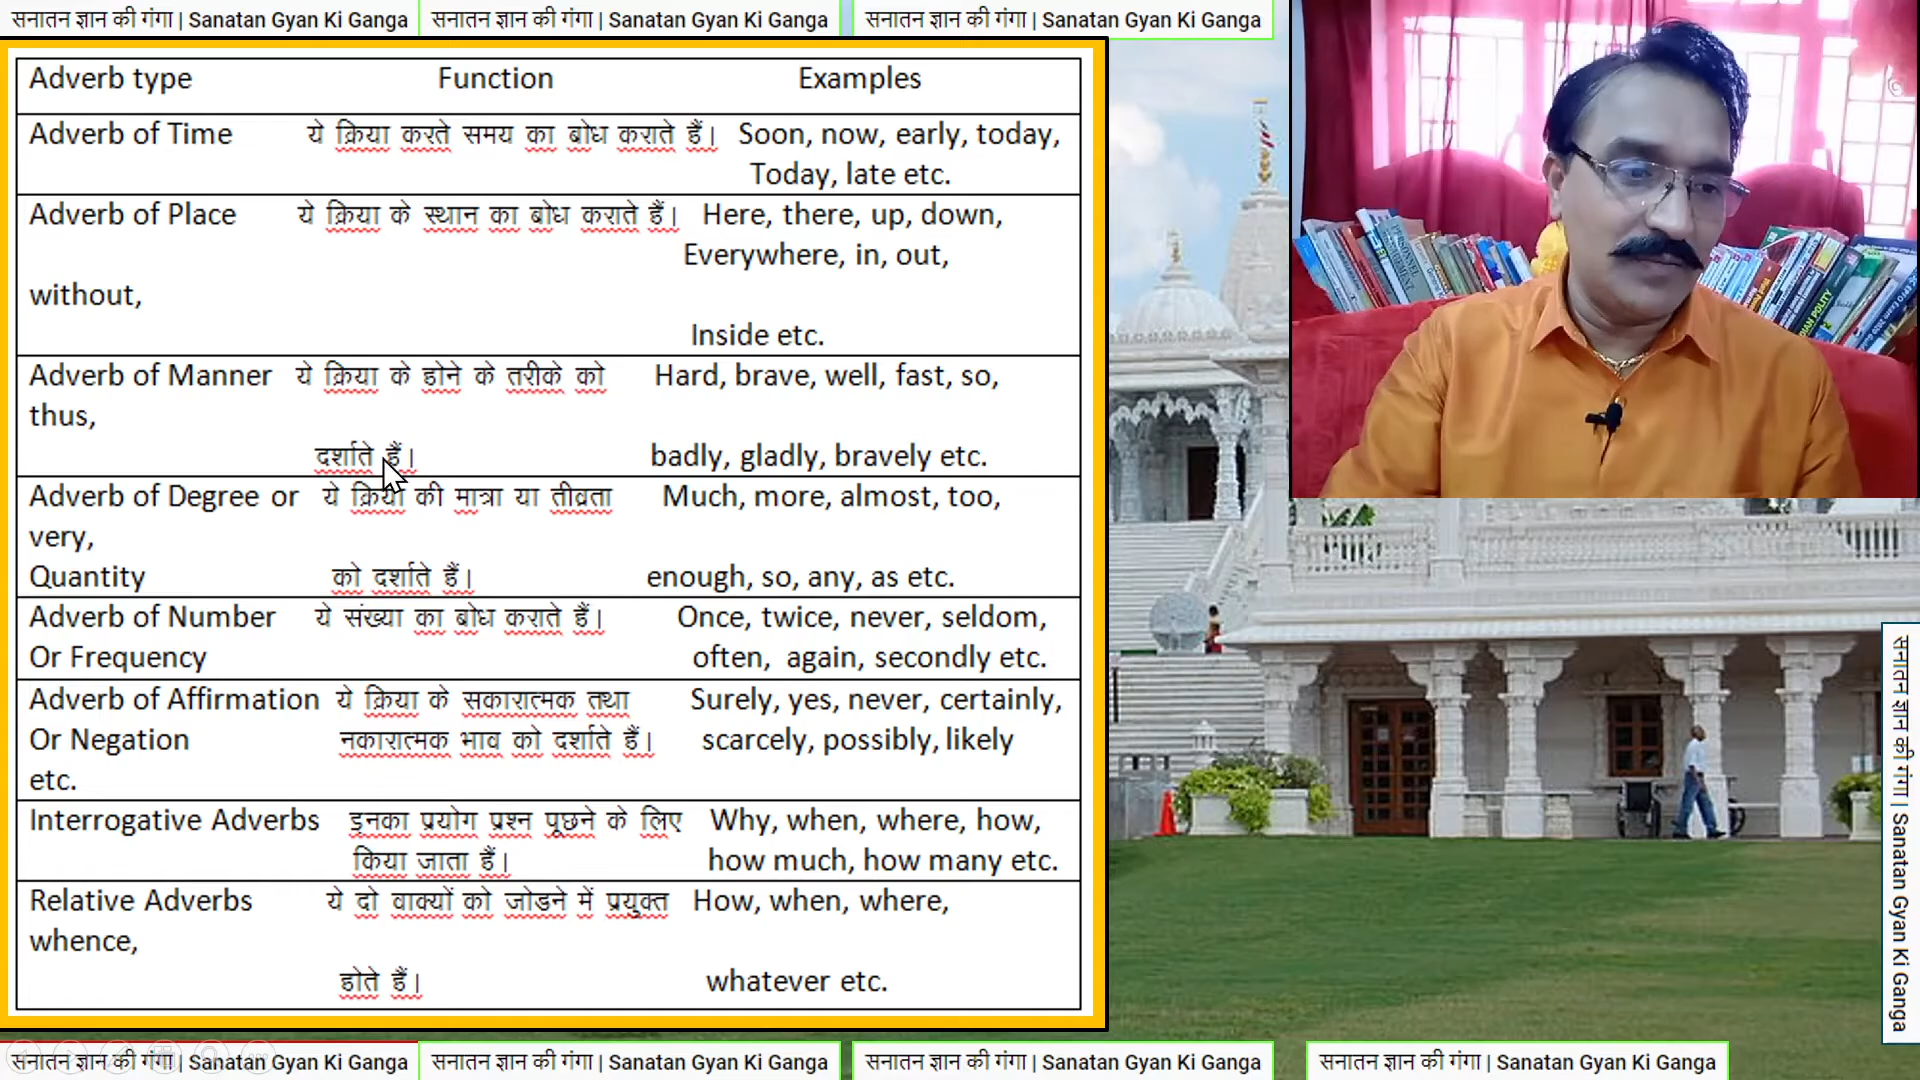 सनातन ज्ञान की गंगा | Sanatan Gyan Ki Ganga
सनातन ज्ञान की गंगा | Sanatan Gyan Ki Ganga
सनातन ज्ञान की गंगा | Sanatan Gyan Ki Ganga
Adverb type Function Examples
Adverb of Time ये क्रिया करते समय का बोध कराते हैं। Soon, now, early, today,
Today, late etc.
Adverb of Place ये क्रिया के स्थान का बोध कराते हैं। Here, there, up, down,
Everywhere, in, out,
without,
Inside etc.
Adverb of Manner ये क्रिया के होने के तरीके को Hard, brave, well, fast, so,
thus,
दर्शाते हैं। badly, gladly, bravely etc.
Adverb of Degree or ये क्रिया की मात्रा या तीव्रता Much, more, almost, too,
very,
Quantity को दर्शाते हैं। enough, so, any, as etc.
Adverb of Number ये संख्या का बोध कराते हैं। Once, twice, never, seldom,
Or Frequency often, again, secondly etc.
Adverb of Affirmation ये क्रिया के सकारात्मक तथा Surely, yes, never, certainly,
Or Negation नकारात्मक भाव को दर्शाते हैं। scarcely, possibly, likely
etc.
Interrogative Adverbs इनका प्रयोग प्रश्न पूछने के लिए Why, when, where, how,
किया जाता हैं। how much, how many etc.
Relative Adverbs ये दो वाक्यों को जोडने में प्रयुक्त How, when, where,
whence,
होते हैं। whatever etc.
INDIAN POLITY
सनातन ज्ञान की गंगा | Sanatan Gyan Ki Ganga
सनातन ज्ञान की गंगा | Sanatan Gyan Ki Ganga
सनातन ज्ञान की गंगा | Sanatan Gyan Ki Ganga
सनातन ज्ञान की गंगा | Sanatan Gyan Ki Ganga
सनातन ज्ञान की गंगा | Sanatan Gyan Ki Ganga